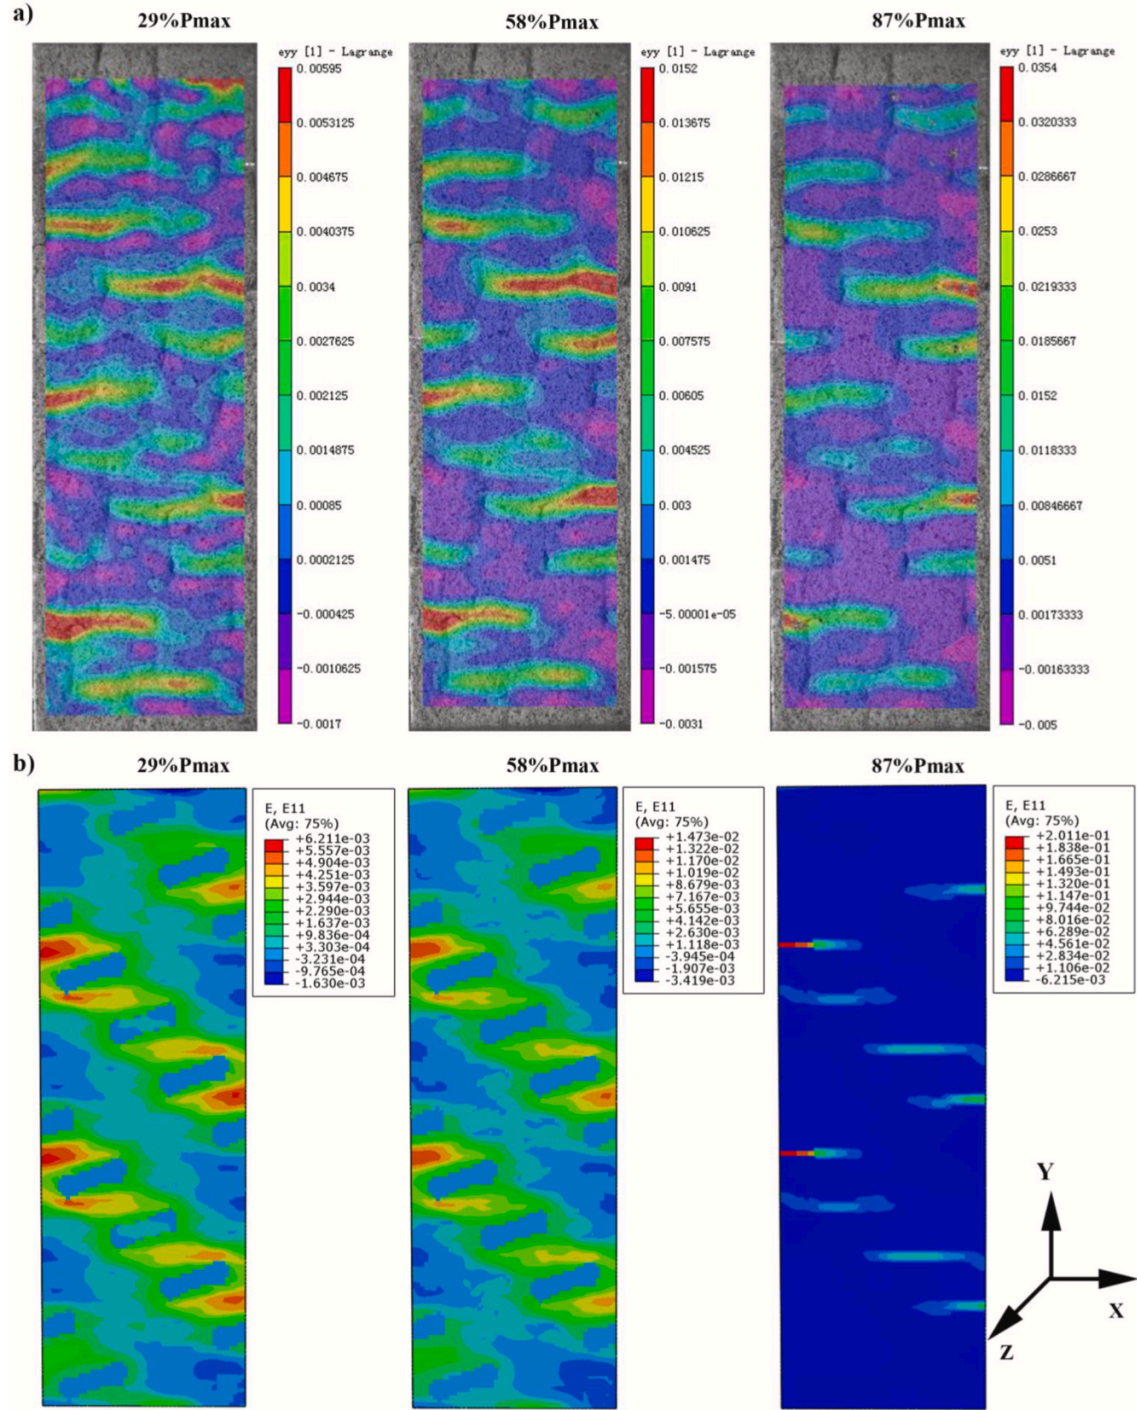 a)
29%Pmax
58%Pmax
87%Pmax
eyy [1] - Lagrange
0.00595
0.0053125
0.004675
0.0040375
0.0034
0.0027625
0.002125
0.0014875
0.00085
0.0002125
-0.000425
-0.0010625
-0.0017
eyy [1] - Lagrange
0.0152
0.013675
0.01215
0.010625
0.0091
0.007575
0.00605
0.004525
0.003
0.001475
-5.00001e-05
-0.001575
-0.0031
eyy [1] - Lagrange
0.0354
0.0320333
0.0286667
0.0253
0.0219333
0.0185667
0.0152
0.0118333
0.00846667
0.0051
0.00173333
-0.00163333
-0.005
b)
29%Pmax
58%Pmax
87%Pmax
E, E11
(Avg: 75%)
+6.211e-03
+5.557e-03
+4.904e-03
+4.251e-03
+3.597e-03
+2.944e-03
+2.290e-03
+1.637e-03
+9.836e-04
+3.303e-04
-3.231e-04
-9.765e-04
-1.630e-03
E, E11
(Avg: 75%)
+1.473e-02
+1.322e-02
+1.170e-02
+1.019e-02
+8.679e-03
+7.167e-03
+5.655e-03
+4.142e-03
+2.630e-03
+1.118e-03
-3.945e-04
-1.907e-03
-3.419e-03
E, E11
(Avg: 75%)
+2.011e-01
+1.838e-01
+1.665e-01
+1.493e-01
+1.320e-01
+1.147e-01
+9.744e-02
+8.016e-02
+6.289e-02
+4.561e-02
+2.834e-02
+1.106e-02
-6.215e-03
Y
X
Z